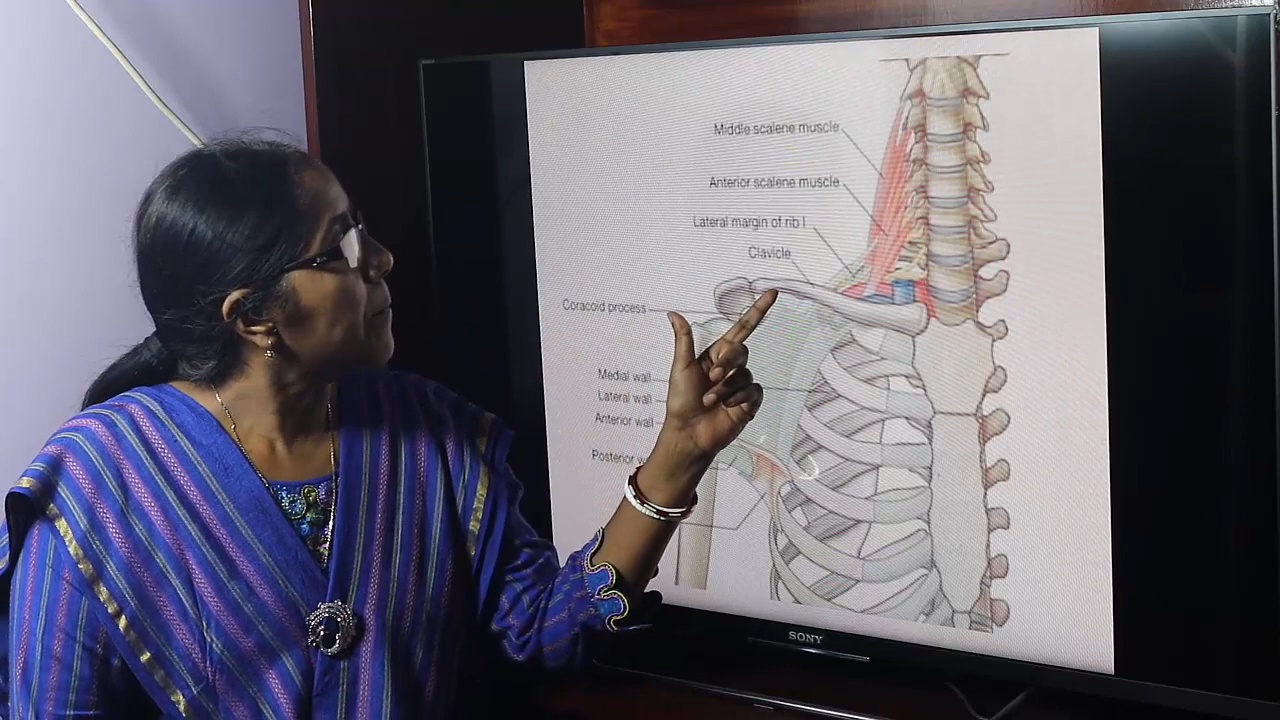 Middle scalene muscle
Anterior scalene muscle
Lateral margin of rib I
Clavicle
Coracoid process
Medial wall
Lateral wall
Anterior wall
Posterior
SONY